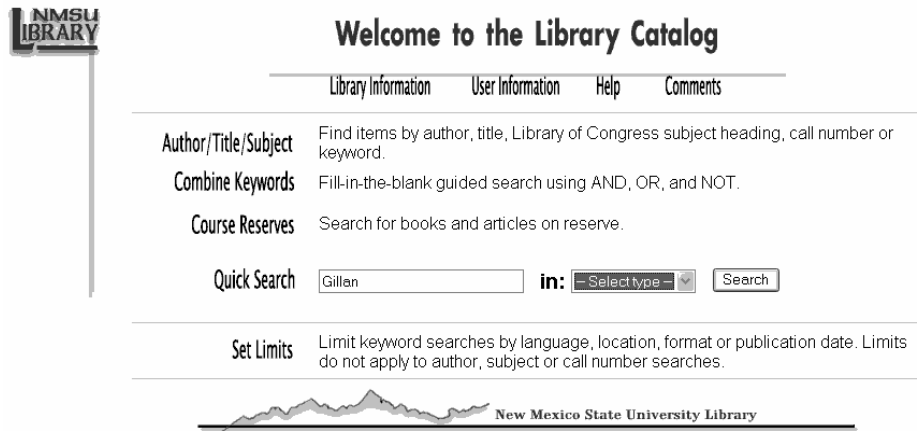 NMSU
LIBRARY
Welcome to the Library Catalog
Library Information User Information Help Comments
Author/Title/Subject Find items by author, title, Library of Congress subject heading, call number or
keyword.
Combine Keywords Fill-in-the-blank guided search using AND, OR, and NOT.
Course Reserves Search for books and articles on reserve.
Quick Search Gillan in: – Select type – Search
Set Limits Limit keyword searches by language, location, format or publication date. Limits
do not apply to author, subject or call number searches.
New Mexico State University Library